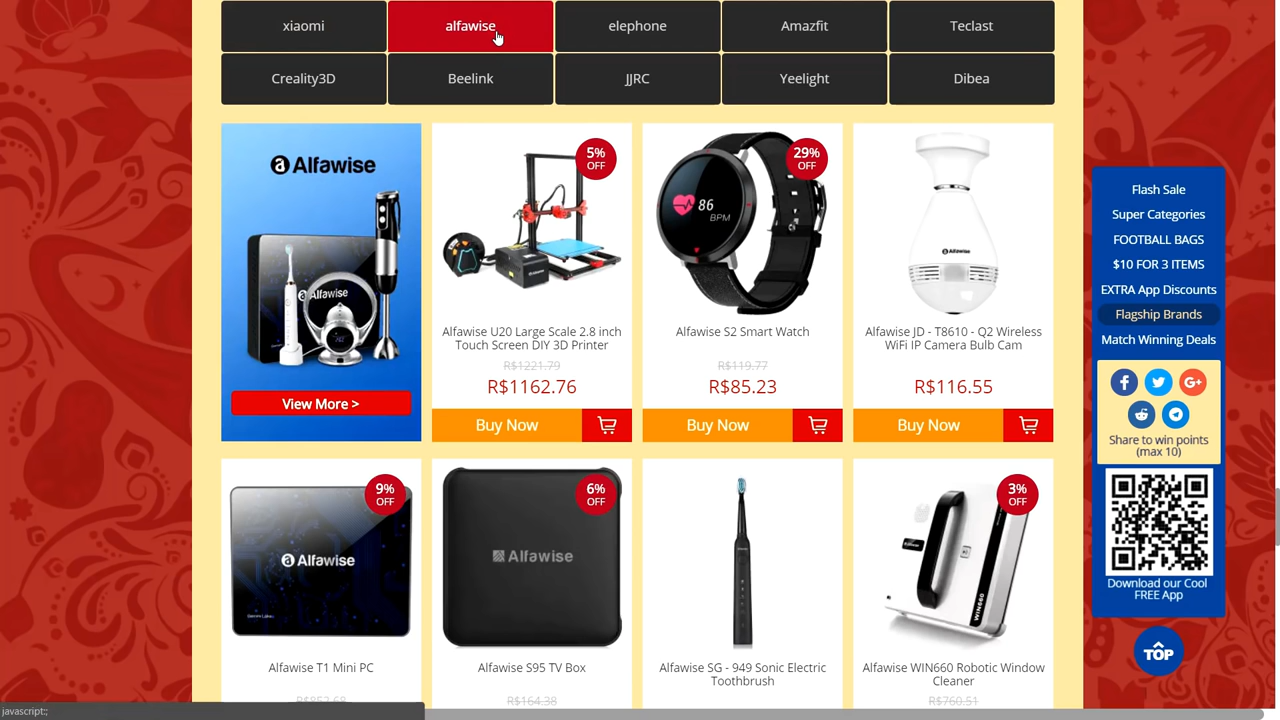 xiaomi
alfawise
elephone
Amazfit
Teclast
Creality3D
Beelink
JJRC
Yeelight
Dibea
Alfawise
Alfawise
View More >
5%
OFF
Alfawise U20 Large Scale 2.8 inch
Touch Screen DIY 3D Printer
R$1221.79
R$1162.76
Buy Now
29%
OFF
86
BPM
Alfawise S2 Smart Watch
R$119.77
R$85.23
Buy Now
Alfawise
Alfawise JD - T8610 - Q2 Wireless
WiFi IP Camera Bulb Cam
R$116.55
Buy Now
9%
OFF
Alfawise
Alfawise T1 Mini PC
R$852.68
6%
OFF
Alfawise
Alfawise S95 TV Box
R$164.38
Alfawise SG - 949 Sonic Electric
Toothbrush
3%
OFF
WIN660
Alfawise WIN660 Robotic Window
Cleaner
R$760.51
Flash Sale
Super Categories
FOOTBALL BAGS
$10 FOR 3 ITEMS
EXTRA App Discounts
Flagship Brands
Match Winning Deals
Share to win points
(max 10)
Download our Cool
FREE App
TOP
javascript:;